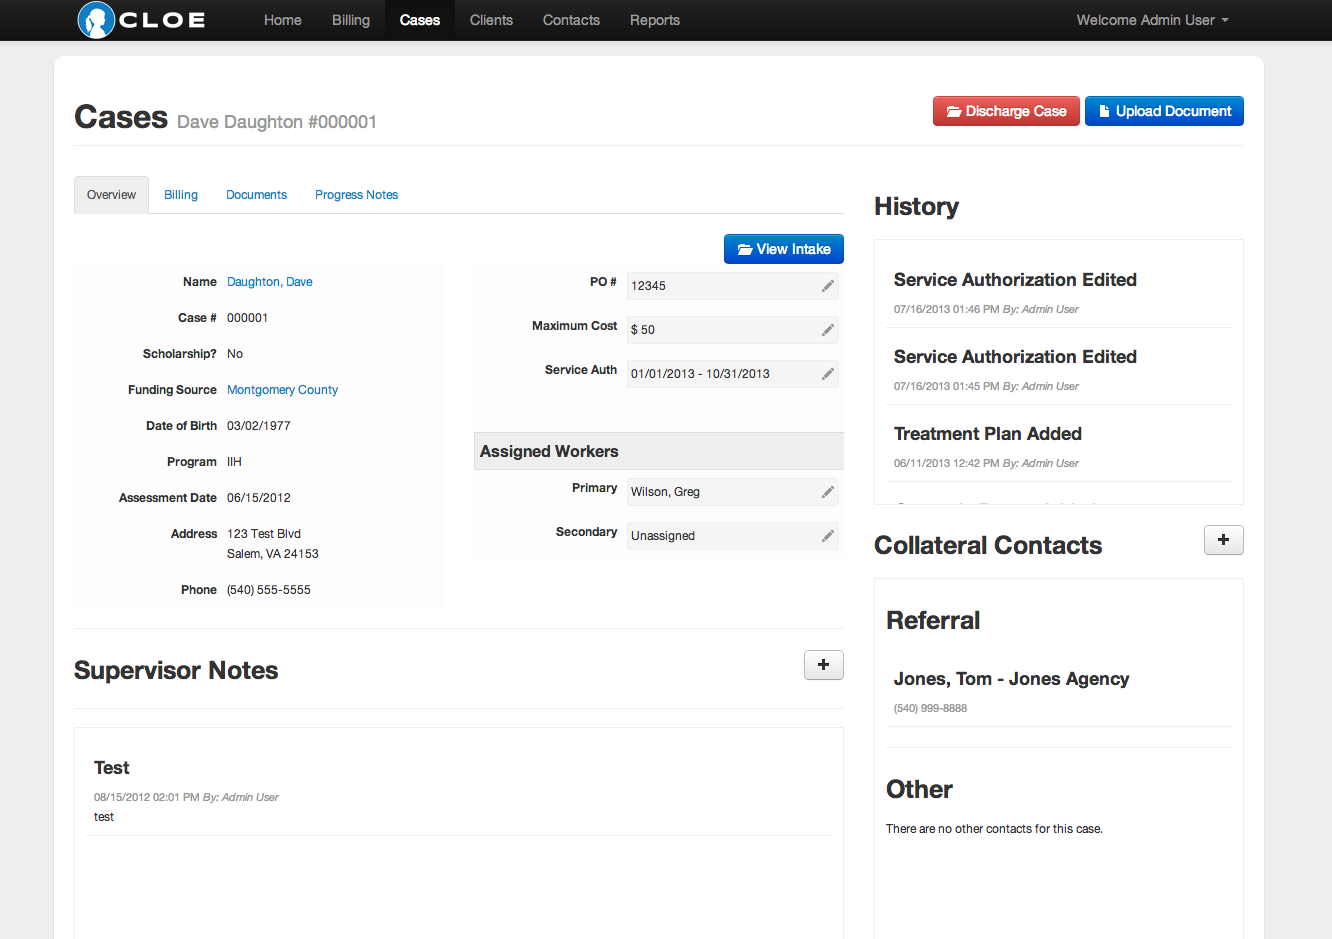 CLOE
Home Billing Cases Clients Contacts Reports Welcome Admin User
Cases Dave Daughton #000001
Discharge Case Upload Document
Overview Billing Documents Progress Notes
View Intake
Name Daughton, Dave
Case # 000001
Scholarship? No
Funding Source Montgomery County
Date of Birth 03/02/1977
Program IIH
Assessment Date 06/15/2012
Address 123 Test Blvd
Salem, VA 24153
Phone (540) 555-5555
PO # 12345
Maximum Cost $ 50
Service Auth 01/01/2013 - 10/31/2013
Assigned Workers
Primary Wilson, Greg
Secondary Unassigned
Supervisor Notes
+
Test
08/15/2012 02:01 PM By: Admin User
test
History
Service Authorization Edited
07/16/2013 01:46 PM By: Admin User
Service Authorization Edited
07/16/2013 01:45 PM By: Admin User
Treatment Plan Added
06/11/2013 12:42 PM By: Admin User
Collateral Contacts
+
Referral
Jones, Tom - Jones Agency
(540) 999-8888
Other
There are no other contacts for this case.